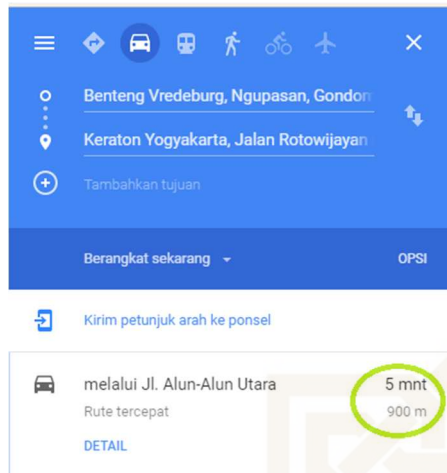 Benteng Vredeburg, Ngupasan, Gondom
Keraton Yogyakarta, Jalan Rotowijayan
Tambahkan tujuan
Berangkat sekarang OPSI
Kirim petunjuk arah ke ponsel
melalui Jl. Alun-Alun Utara 5 mnt
Rute tercepat 900 m
DETAIL